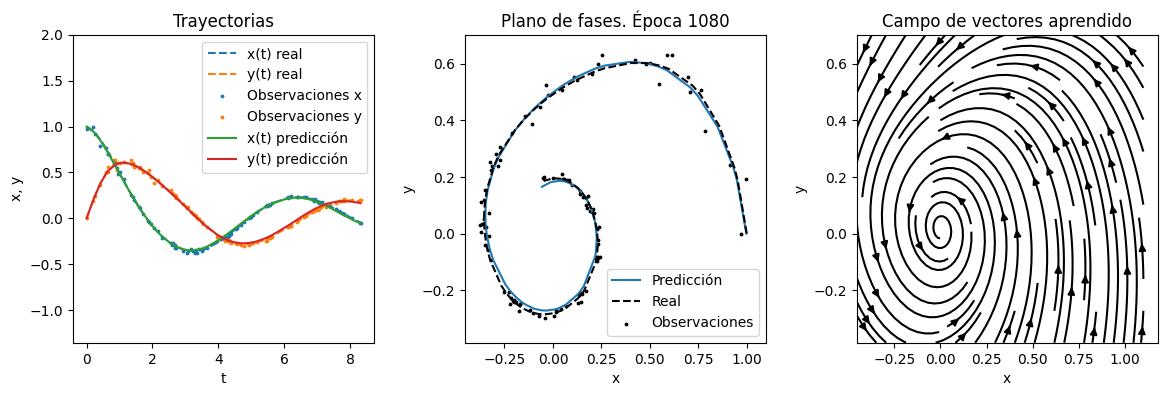 Trayectorias
2.0
1.5
1.0
0.5
0.0
−0.5
−1.0
x, y
0
2
4
6
8
t
x(t) real
y(t) real
Observaciones x
Observaciones y
x(t) predicción
y(t) predicción
Plano de fases. Época 1080
0.6
0.4
0.2
0.0
−0.2
y
−0.25
0.00
0.25
0.50
0.75
1.00
x
Predicción
Real
Observaciones
Campo de vectores aprendido
0.6
0.4
0.2
0.0
−0.2
y
−0.25
0.00
0.25
0.50
0.75
1.00
x